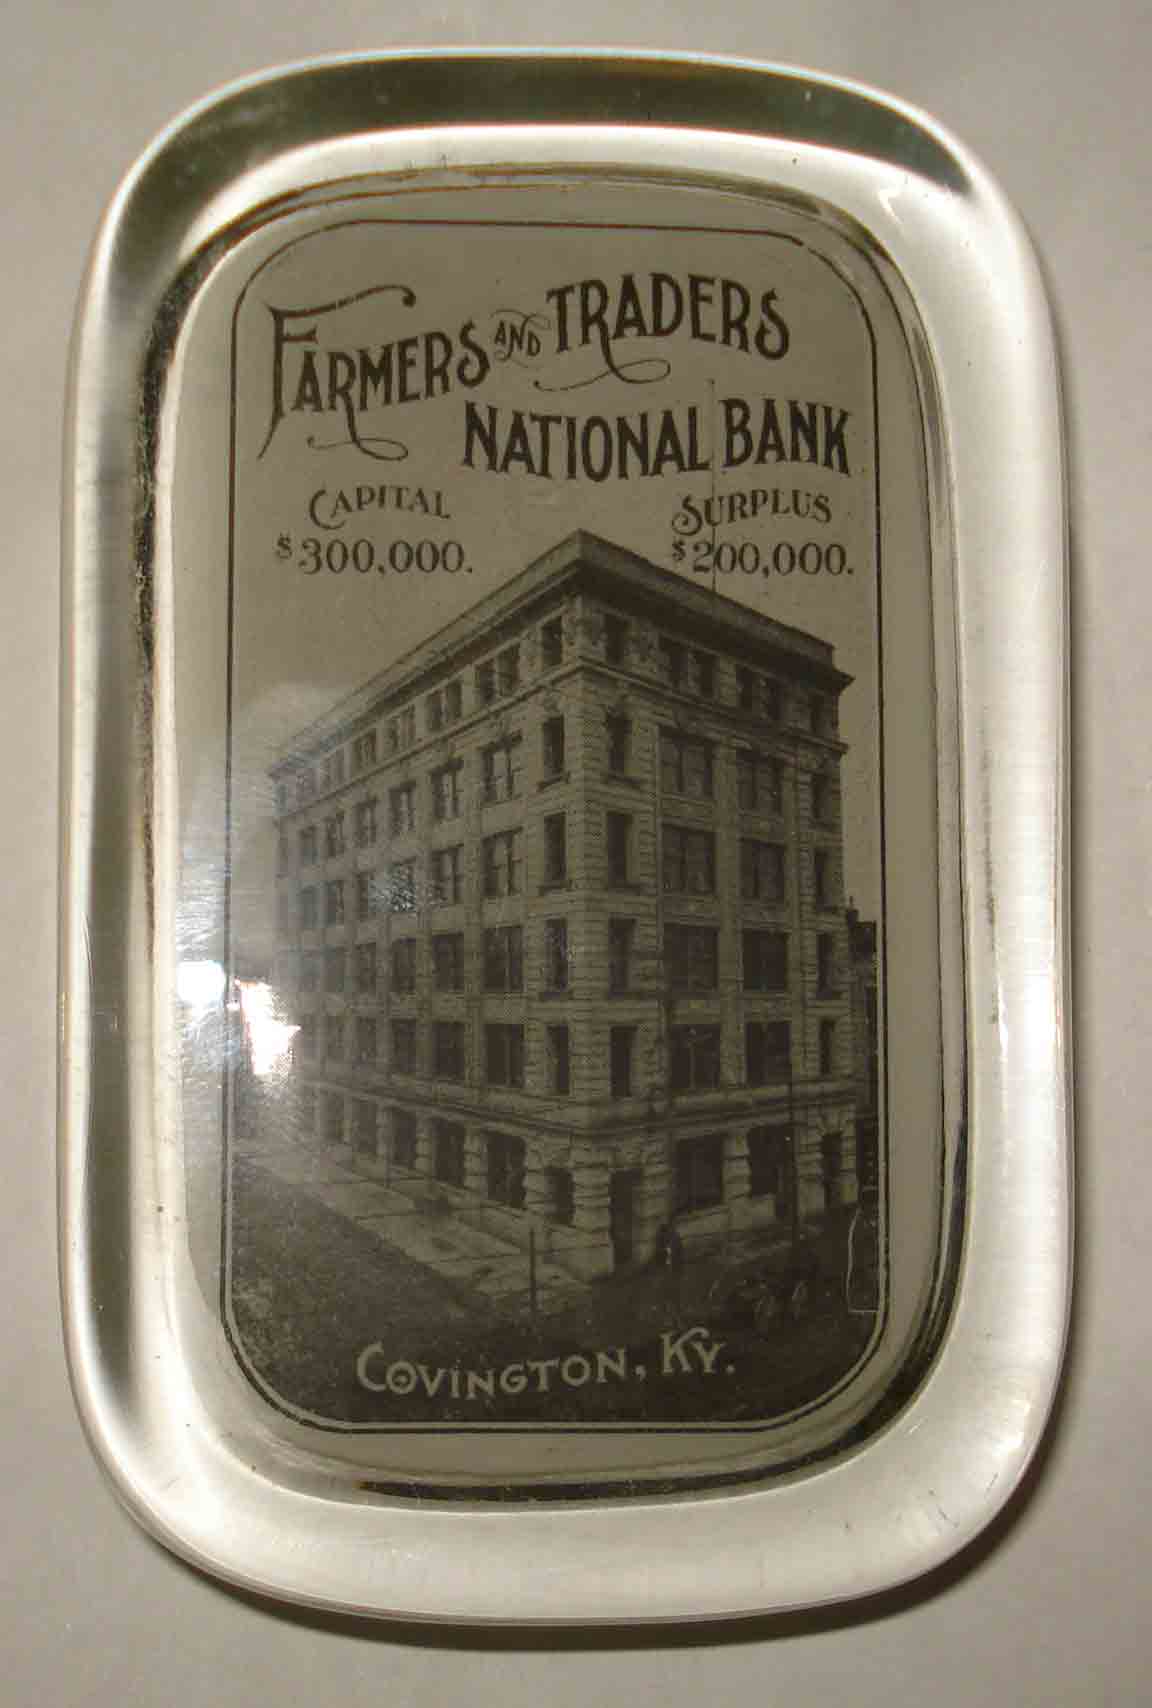 FARMERS AND TRADERS
NATIONAL BANK
CAPITAL
$300,000.
SURPLUS
$200,000.
COVINGTON, KY.